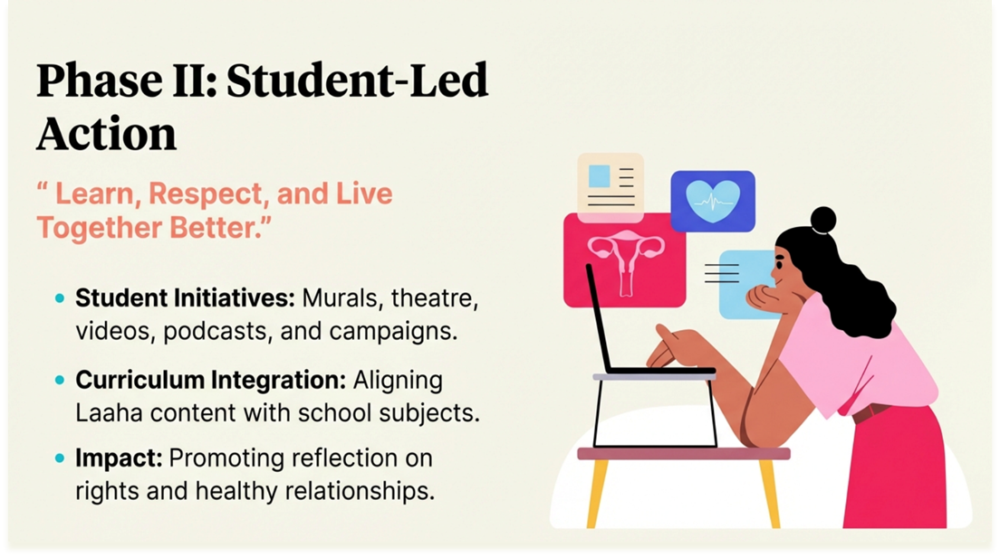 Phase II: Student-Led
Action
“ Learn, Respect, and Live
Together Better.”
• Student Initiatives: Murals, theatre,
videos, podcasts, and campaigns.
• Curriculum Integration: Aligning
Laaha content with school subjects.
• Impact: Promoting reflection on
rights and healthy relationships.